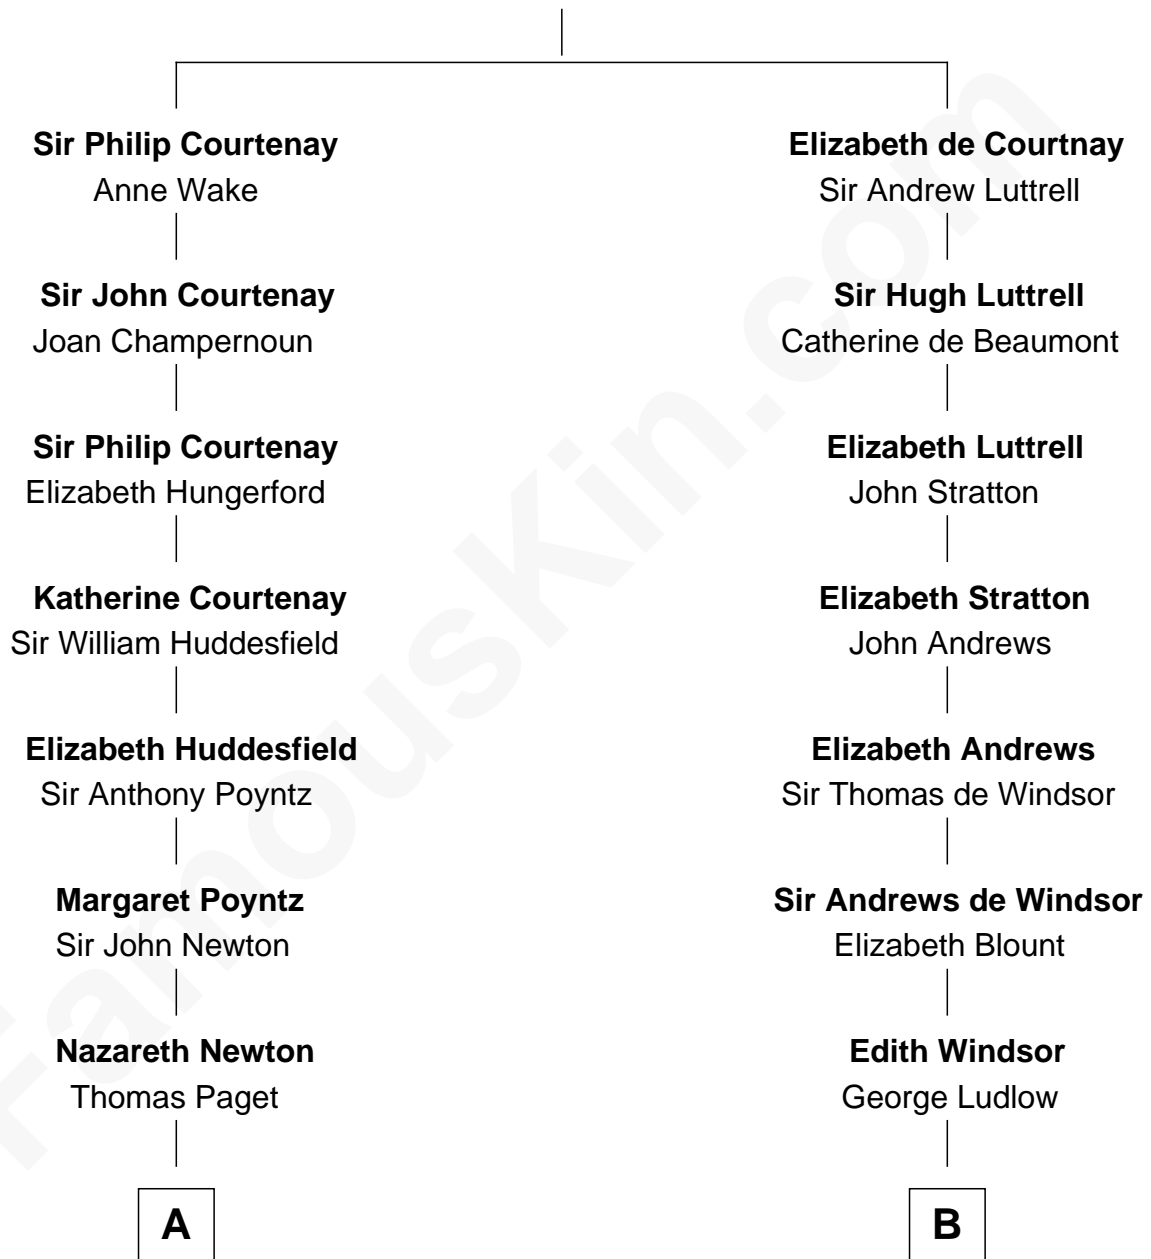 Sir Philip Courtenay
Anne Wake
Elizabeth de Courtnay
Sir Andrew Luttrell
Sir John Courtenay
Joan Champernoun
Sir Hugh Luttrell
Catherine de Beaumont
Sir Philip Courtenay
Elizabeth Hungerford
Elizabeth Luttrell
John Stratton
Katherine Courtenay
Sir William Huddesfield
Elizabeth Stratton
John Andrews
Elizabeth Huddesfield
Sir Anthony Poyntz
Elizabeth Andrews
Sir Thomas de Windsor
Margaret Poyntz
Sir John Newton
Sir Andrews de Windsor
Elizabeth Blount
Nazareth Newton
Thomas Paget
Edith Windsor
George Ludlow
A
B
FamousKin.com